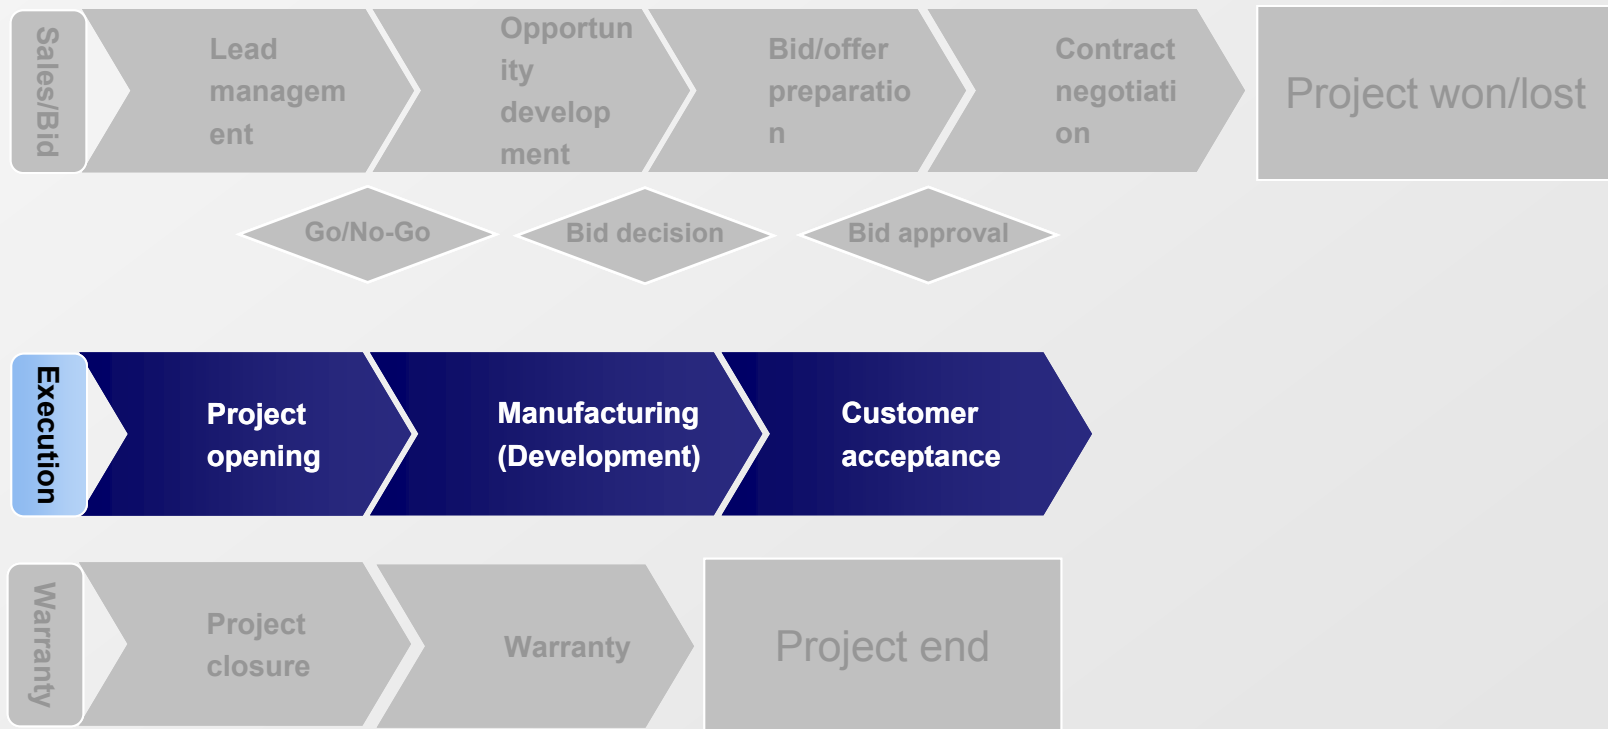 Sales/Bid
Lead
managem
ent
Opportun
ity
develop
ment
Bid/offer
preparatio
n
Contract
negotiati
on
Project won/lost
Go/No-Go
Bid decision
Bid approval
Execution
Project
opening
Manufacturing
(Development)
Customer
acceptance
Warranty
Project
closure
Warranty
Project end